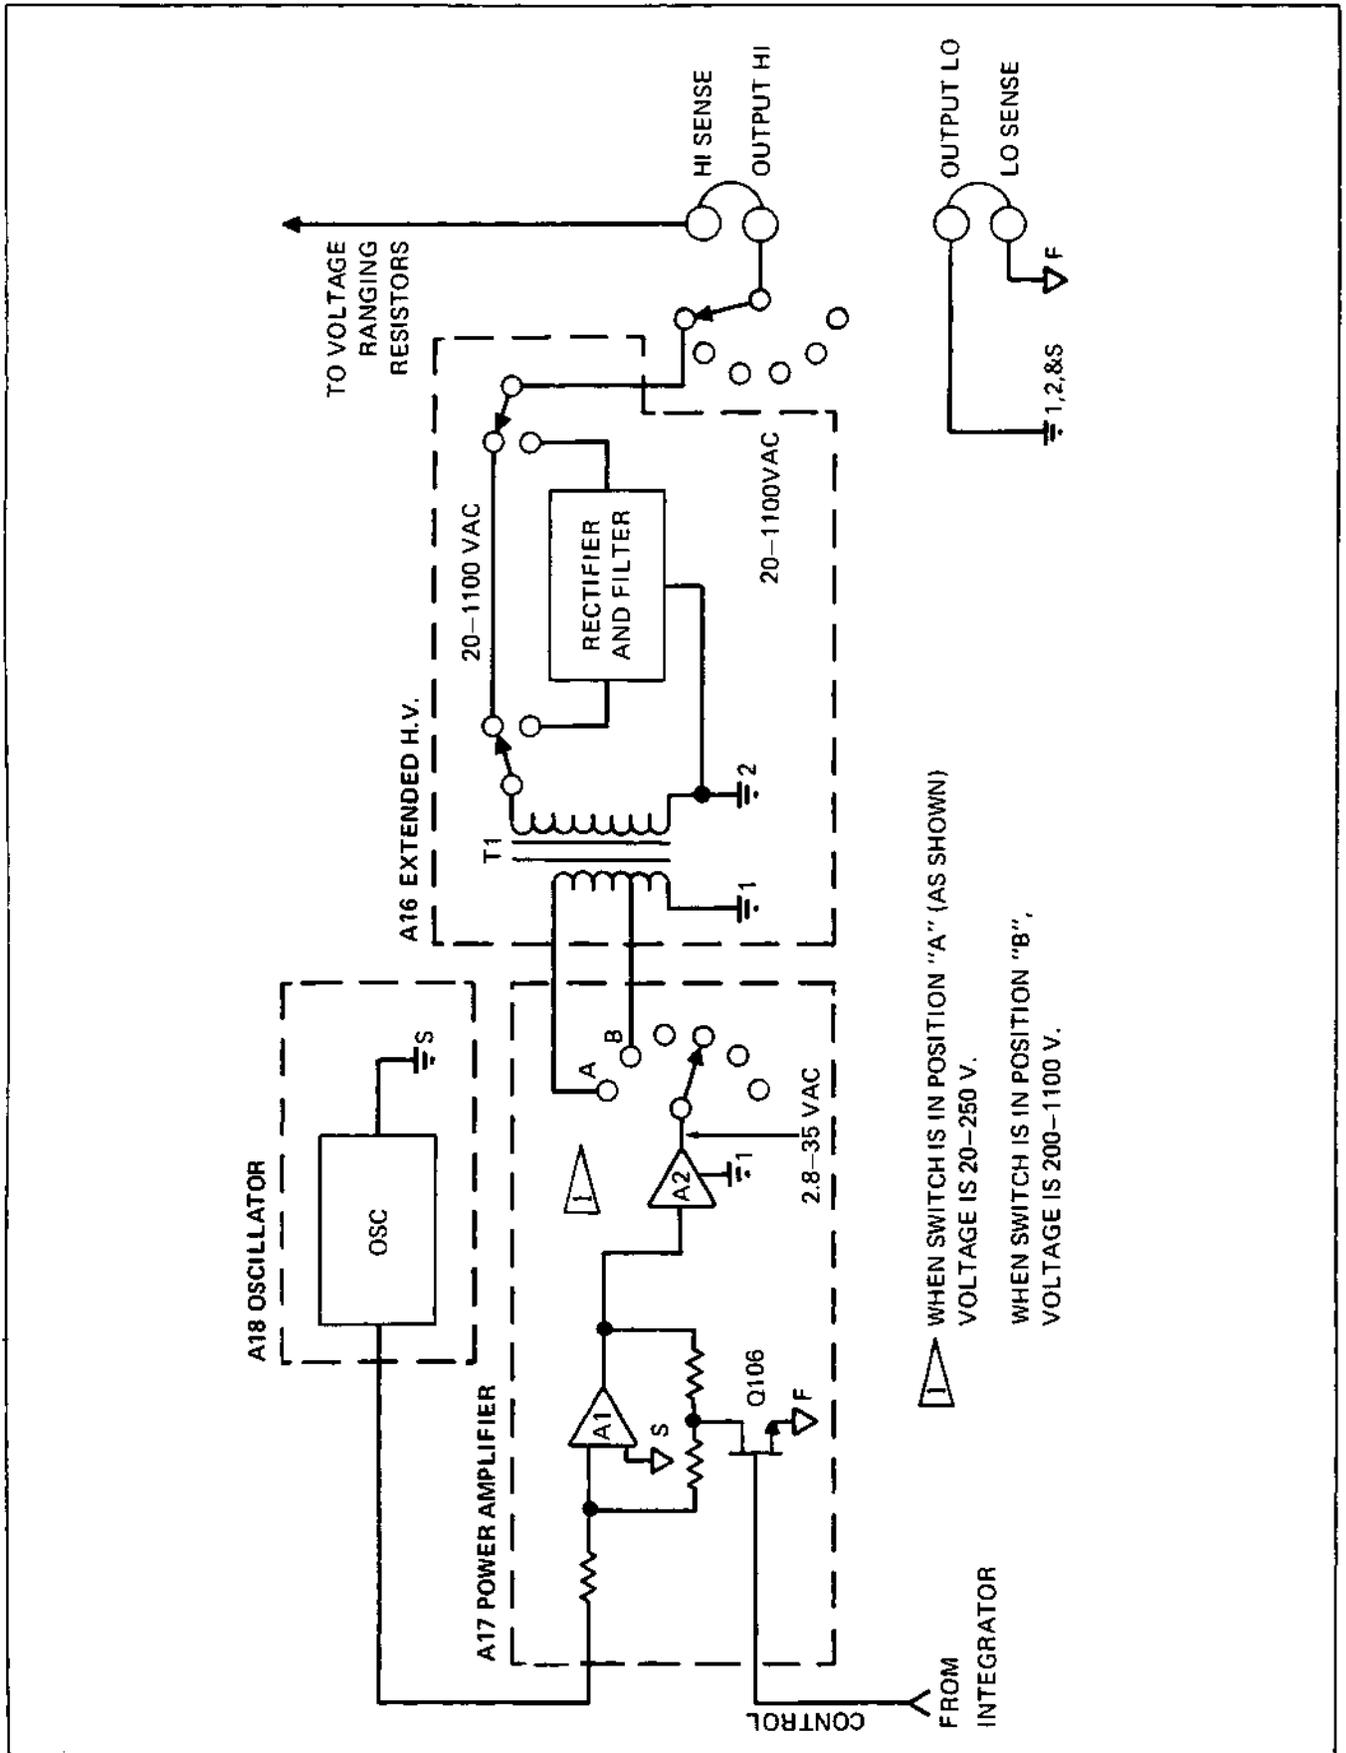 A18 OSCILLATOR
OSC
S
A17 POWER AMPLIFIER
A1
S
Q106
F
A2
1
2.8–35 VAC
1
A
B
CONTROL
FROM
INTEGRATOR
A16 EXTENDED H.V.
T1
1
2
20–1100 VAC
RECTIFIER
AND FILTER
20–1100VAC
TO VOLTAGE
RANGING
RESISTORS
HI SENSE
OUTPUT HI
OUTPUT LO
LO SENSE
F
1,2,&S
1
WHEN SWITCH IS IN POSITION "A" (AS SHOWN)
VOLTAGE IS 20–250 V.
WHEN SWITCH IS IN POSITION "B",
VOLTAGE IS 200–1100 V.